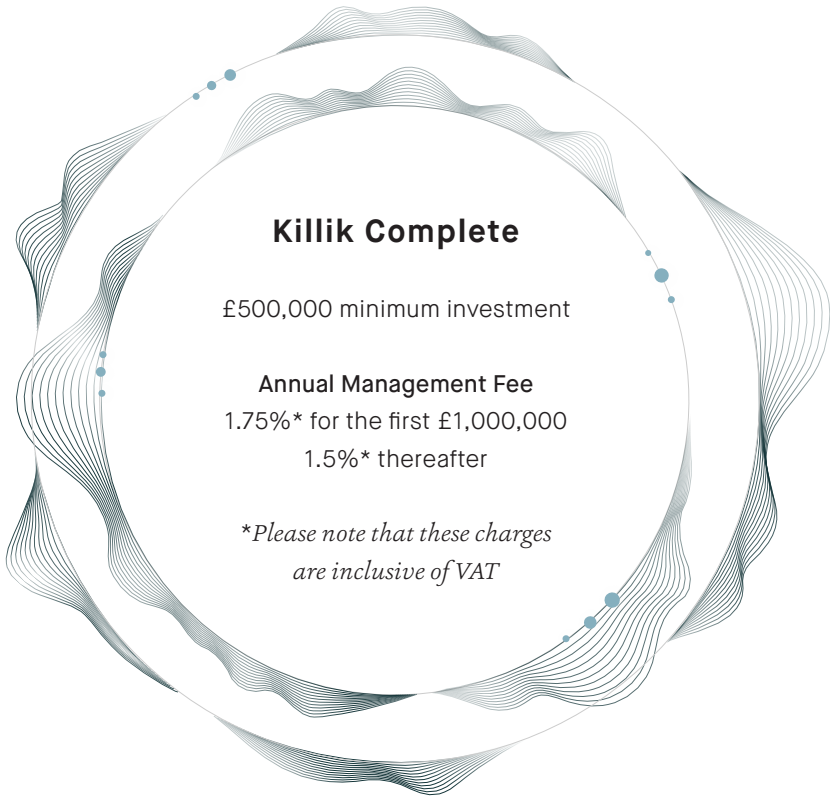 Killik Complete
£500,000 minimum investment
Annual Management Fee
1.75%* for the first £1,000,000
1.5%* thereafter
*Please note that these charges
are inclusive of VAT